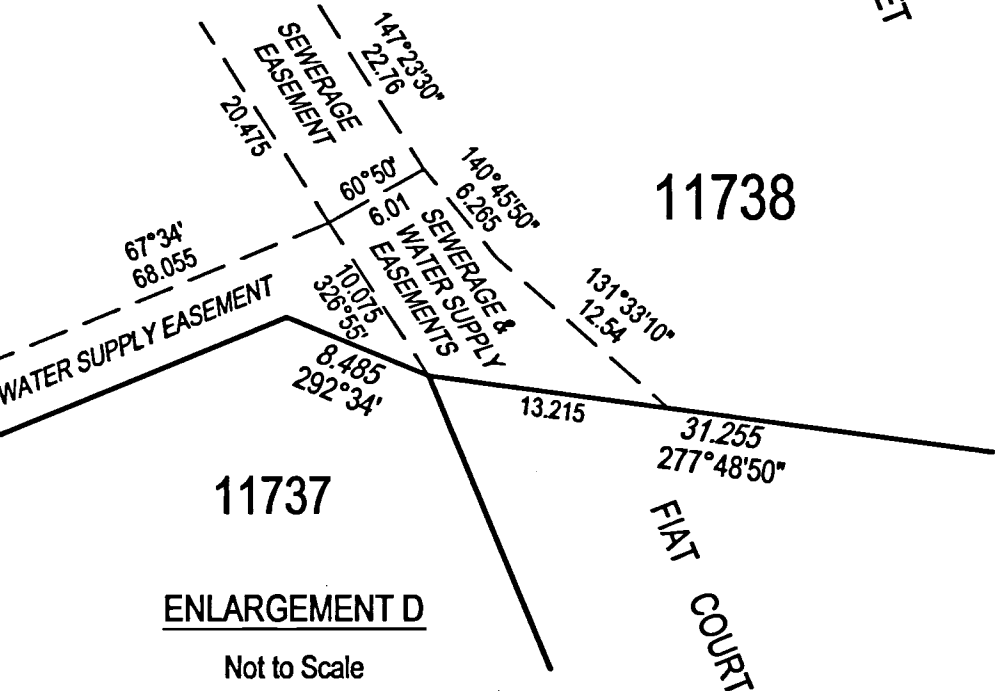 ET
SEWERAGE
EASEMENT
147°23'30"
22.76
20.475
60°50'
6.01
140°45'50"
6.265
11738
67°34'
68.055
SEWERAGE &
WATER SUPPLY
EASEMENTS
10.075
326°55'
131°33'10"
12.54
WATER SUPPLY EASEMENT
8.485
292°34'
13.215
31.255
277°48'50"
11737
FIAT COURT
ENLARGEMENT D
Not to Scale